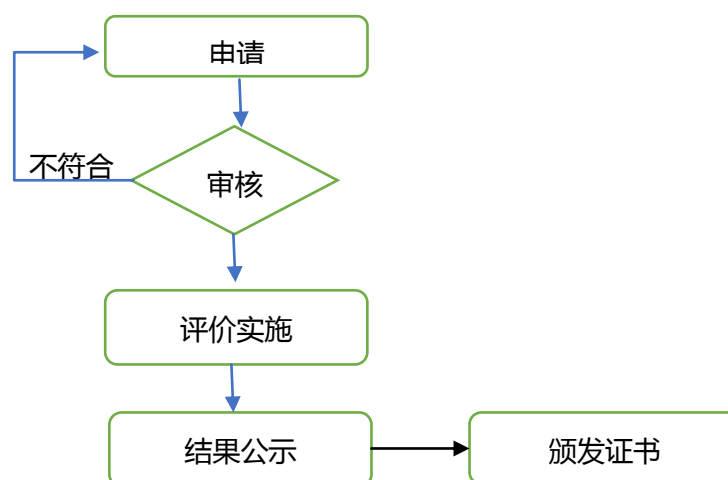 申请
不符合
审核
评价实施
结果公示
颁发证书